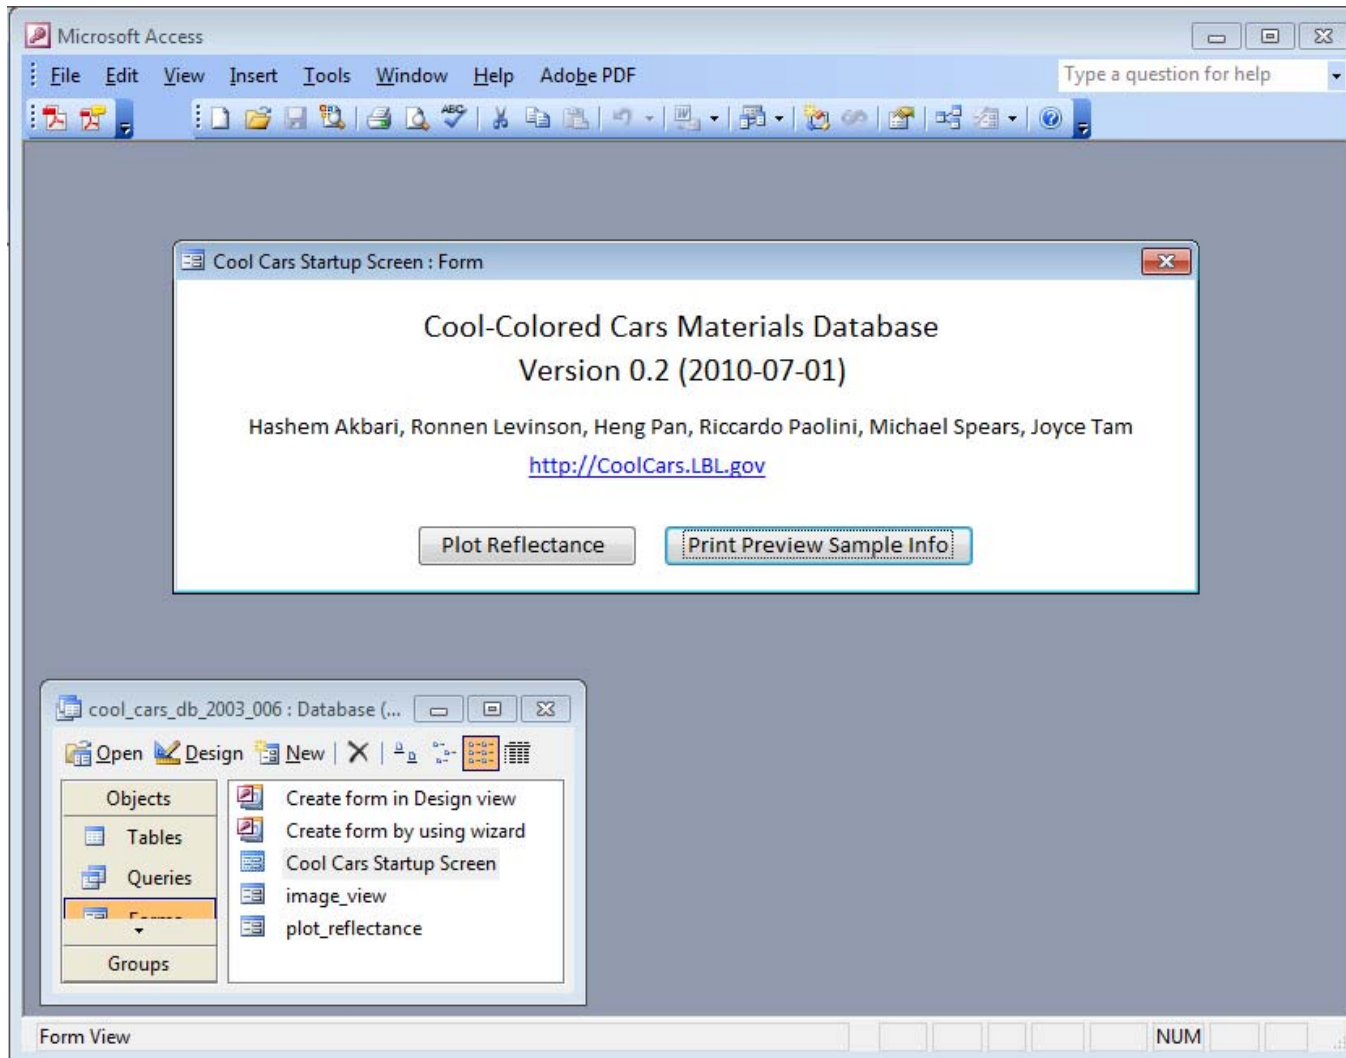 Microsoft Access
File Edit View Insert Tools Window Help Adobe PDF
Type a question for help
Cool Cars Startup Screen : Form
Cool-Colored Cars Materials Database
Version 0.2 (2010-07-01)
Hashem Akbari, Ronnen Levinson, Heng Pan, Riccardo Paolini, Michael Spears, Joyce Tam
http://CoolCars.LBL.gov
Plot Reflectance
Print Preview Sample Info
cool_cars_db_2003_006 : Database (...
Open Design New
Objects
Tables
Queries
Forms
Groups
Create form in Design view
Create form by using wizard
Cool Cars Startup Screen
image_view
plot_reflectance
Form View
NUM